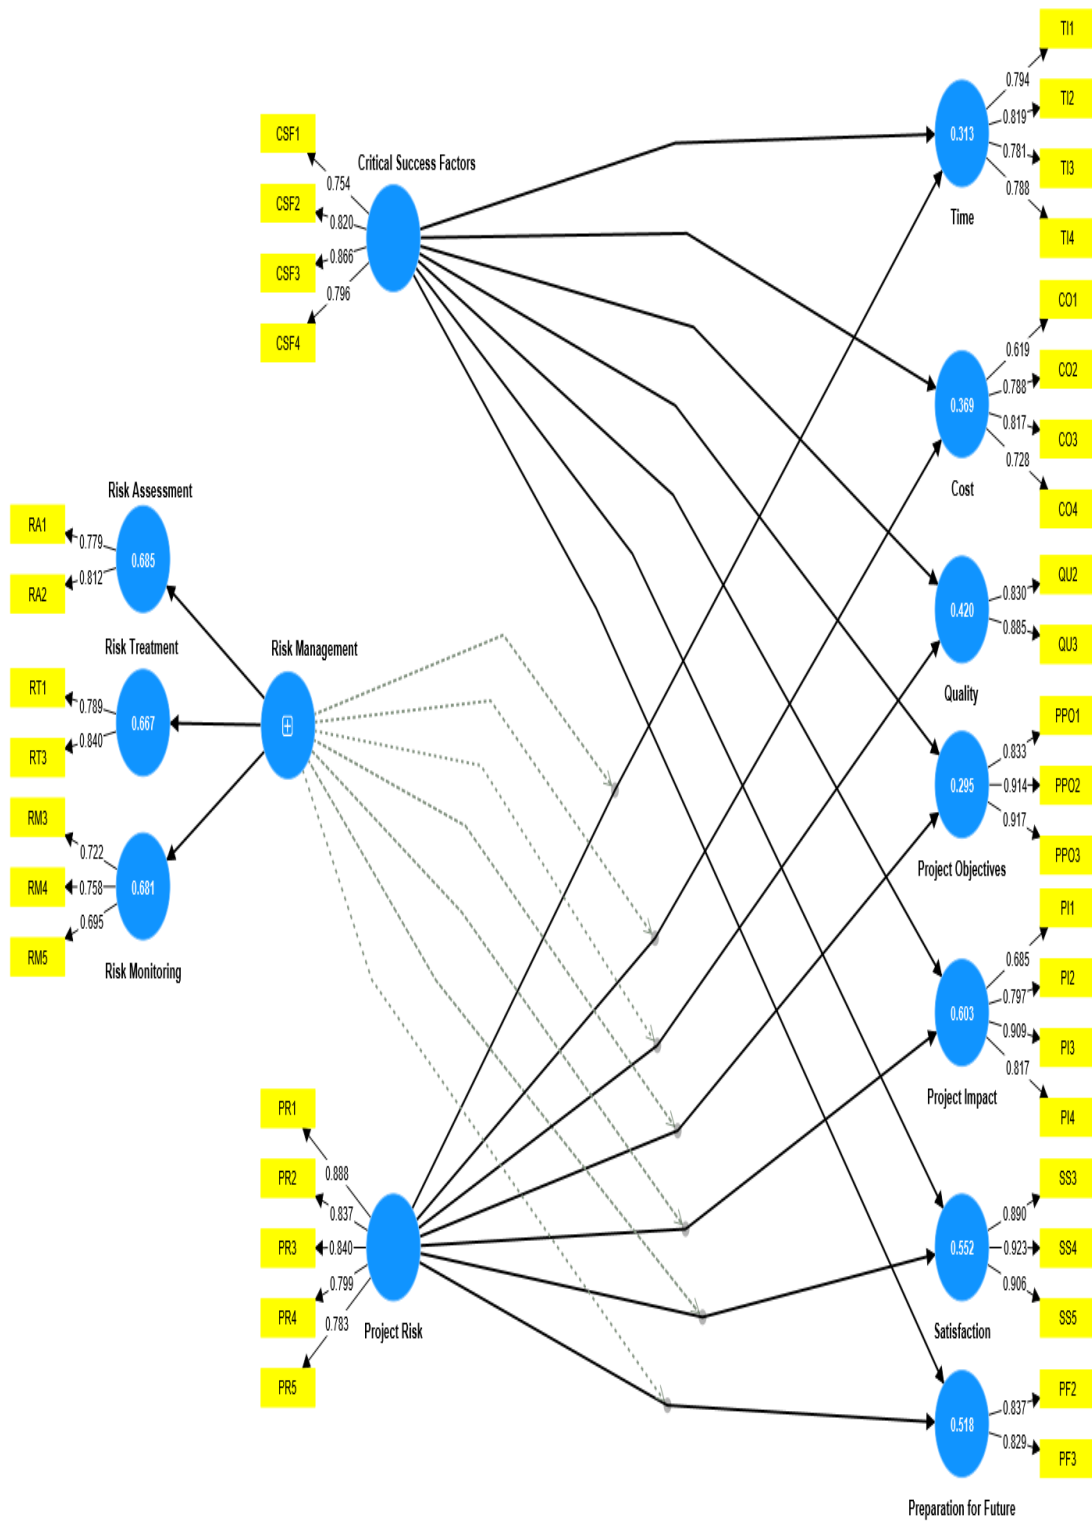 TI1
0.794
TI2
0.819
0.313
TI3
0.781
0.788
Time
TI4
CSF1
Critical Success Factors
0.754
CSF2
0.820
CSF3
0.866
0.796
CSF4
CO1
0.619
CO2
0.788
0.369
CO3
0.817
0.728
Cost
CO4
Risk Assessment
RA1
0.779
0.685
RA2
0.812
QU2
0.830
0.420
QU3
0.885
Quality
Risk Treatment
Risk Management
RT1
0.789
0.667
RT3
0.840
PPO1
0.833
0.295
PPO2
0.914
0.917
PPO3
Project Objectives
RM3
0.722
RM4
0.758
0.681
0.695
RM5
Risk Monitoring
PI1
0.685
PI2
0.797
0.603
PI3
0.909
0.817
Project Impact
PI4
PR1
0.888
PR2
0.837
PR3
0.840
PR4
0.799
0.783
Project Risk
PR5
SS3
0.890
0.552
SS4
0.923
0.906
SS5
Satisfaction
PF2
0.837
0.518
0.829
PF3
Preparation for Future